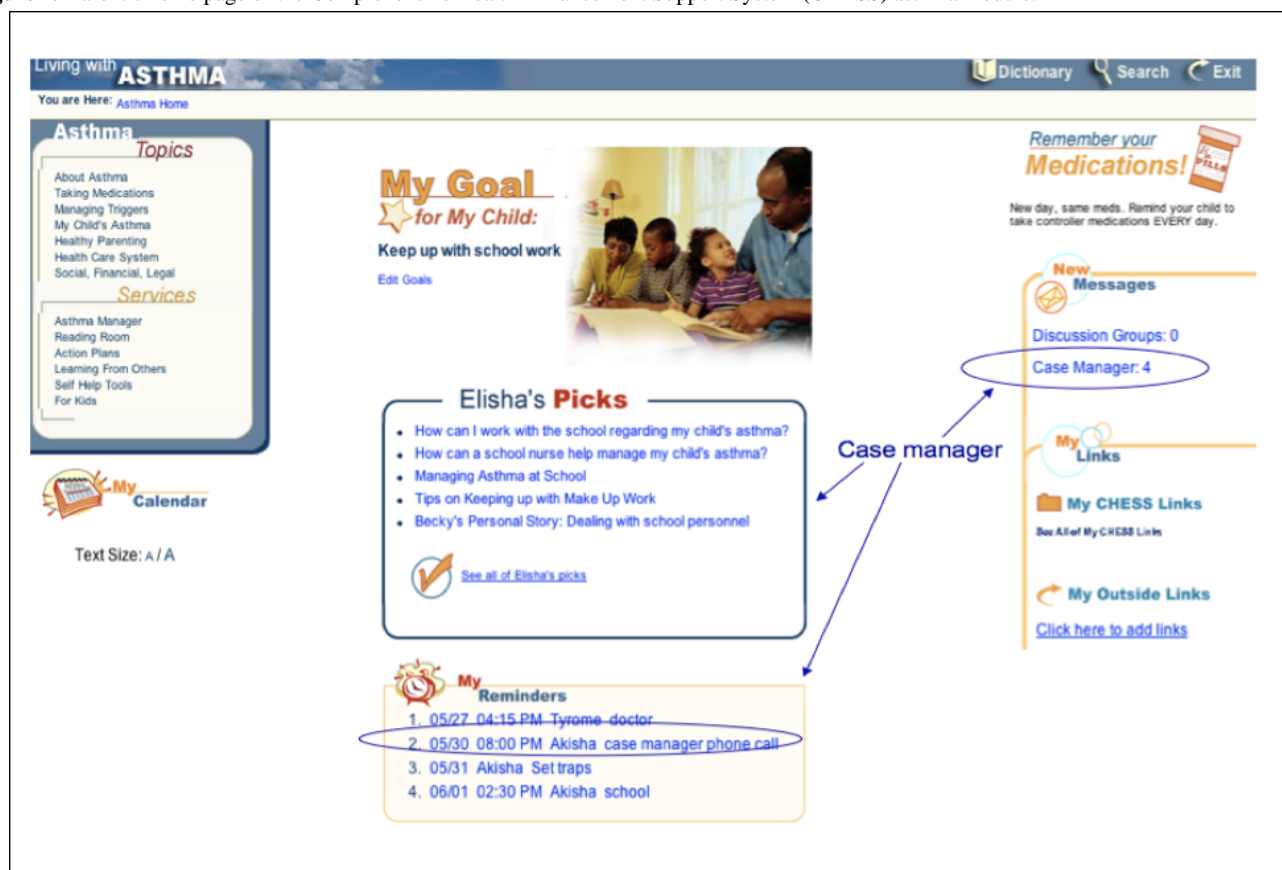 Living with ASTHMA
Dictionary
Search
Exit
You are Here: Asthma Home
Asthma
Topics
About Asthma
Taking Medications
Managing Triggers
My Child's Asthma
Healthy Parenting
Health Care System
Social, Financial, Legal
Services
Asthma Manager
Reading Room
Action Plans
Learning From Others
Self Help Tools
For Kids
My
Calendar
Text Size: A / A
My Goal
for My Child:
Keep up with school work
Edit Goals
Elisha's Picks
How can I work with the school regarding my child's asthma?
How can a school nurse help manage my child's asthma?
Managing Asthma at School
Tips on Keeping up with Make Up Work
Becky's Personal Story: Dealing with school personnel
See all of Elisha's picks
My
Reminders
1. 05/27 04:15 PM Tyrome doctor
2. 05/30 08:00 PM Akisha case manager phone call
3. 05/31 Akisha Set traps
4. 06/01 02:30 PM Akisha school
Case manager
Remember your
Medications!
PILLS
New day, same meds. Remind your child to
take controller medications EVERY day.
New
Messages
Discussion Groups: 0
Case Manager: 4
My
Links
My CHESS Links
See All of My CHESS Links
My Outside Links
Click here to add links